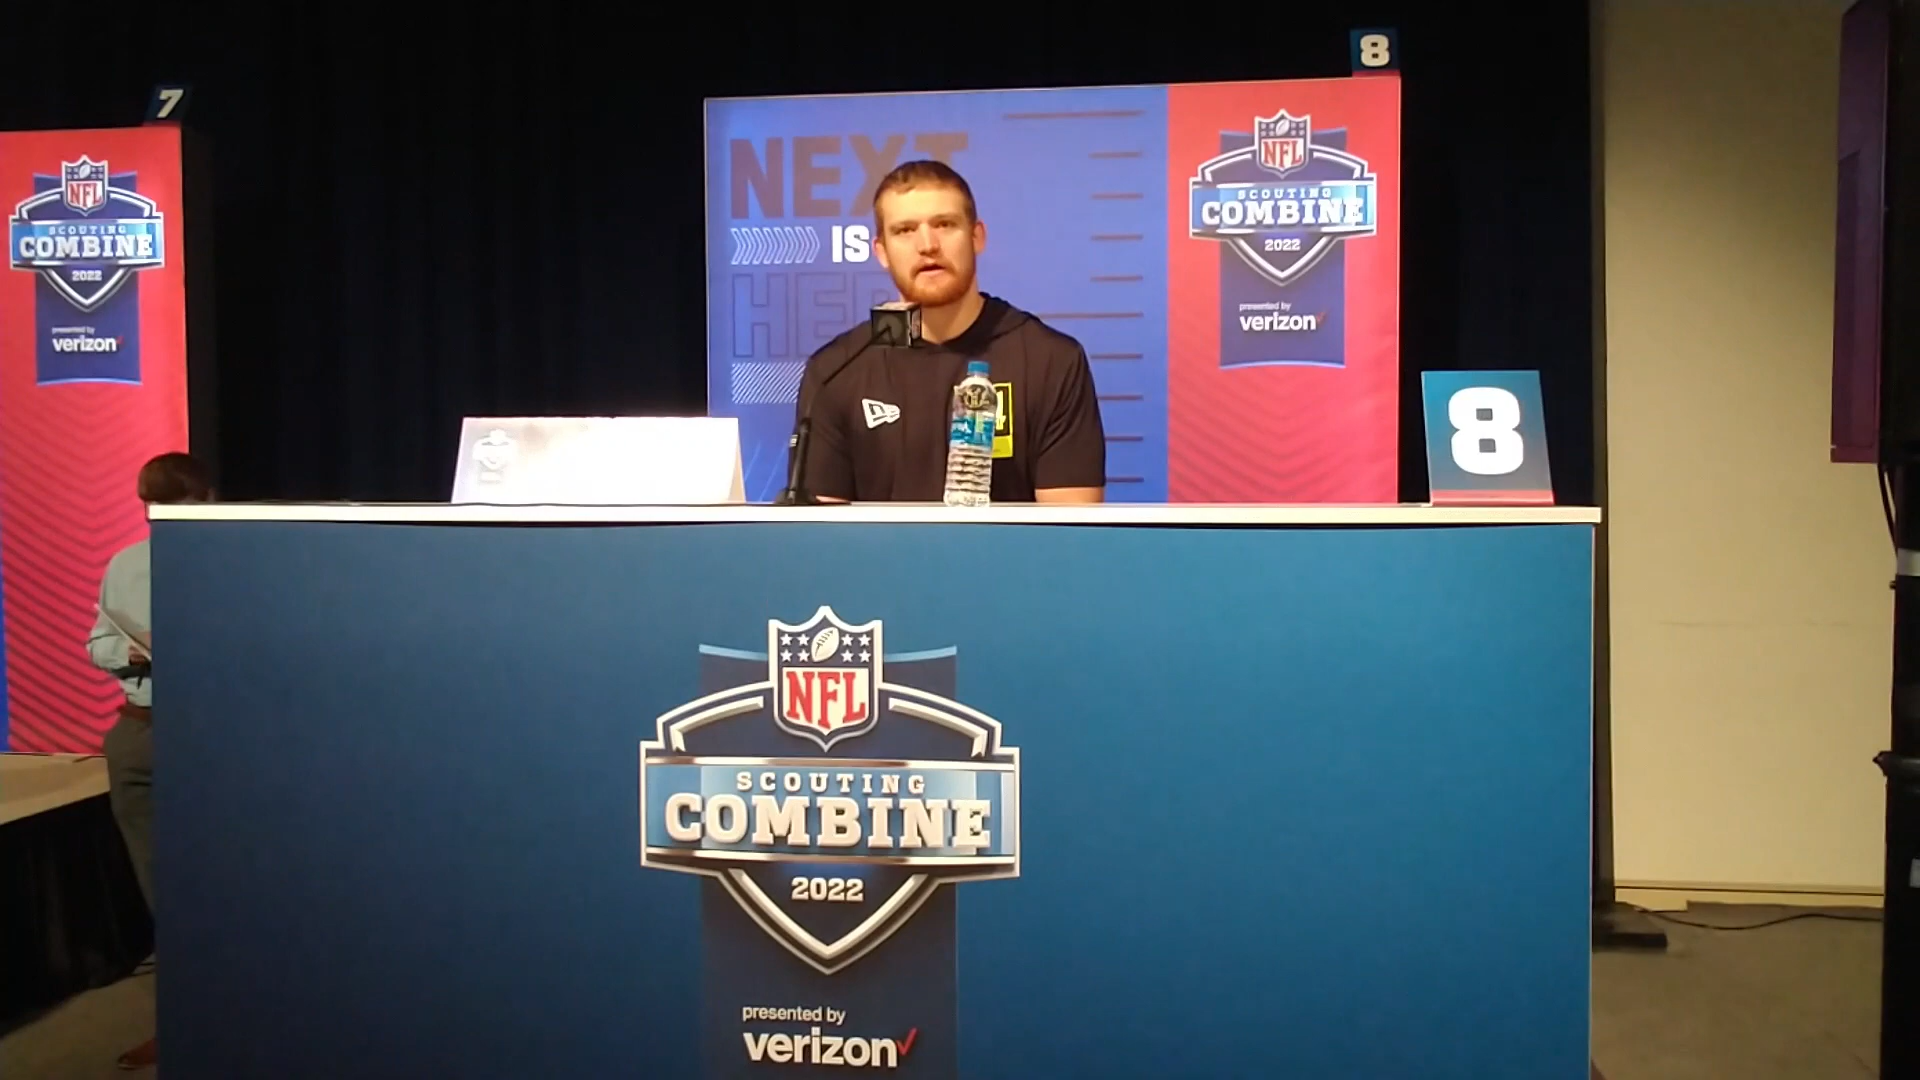 7
NFL
SCOUTING
COMBINE
2022
presented by
verizon
8
NEXT
IS
HER
NFL
SCOUTING
COMBINE
2022
presented by
verizon
8
NFL
SCOUTING
COMBINE
2022
presented by
verizon